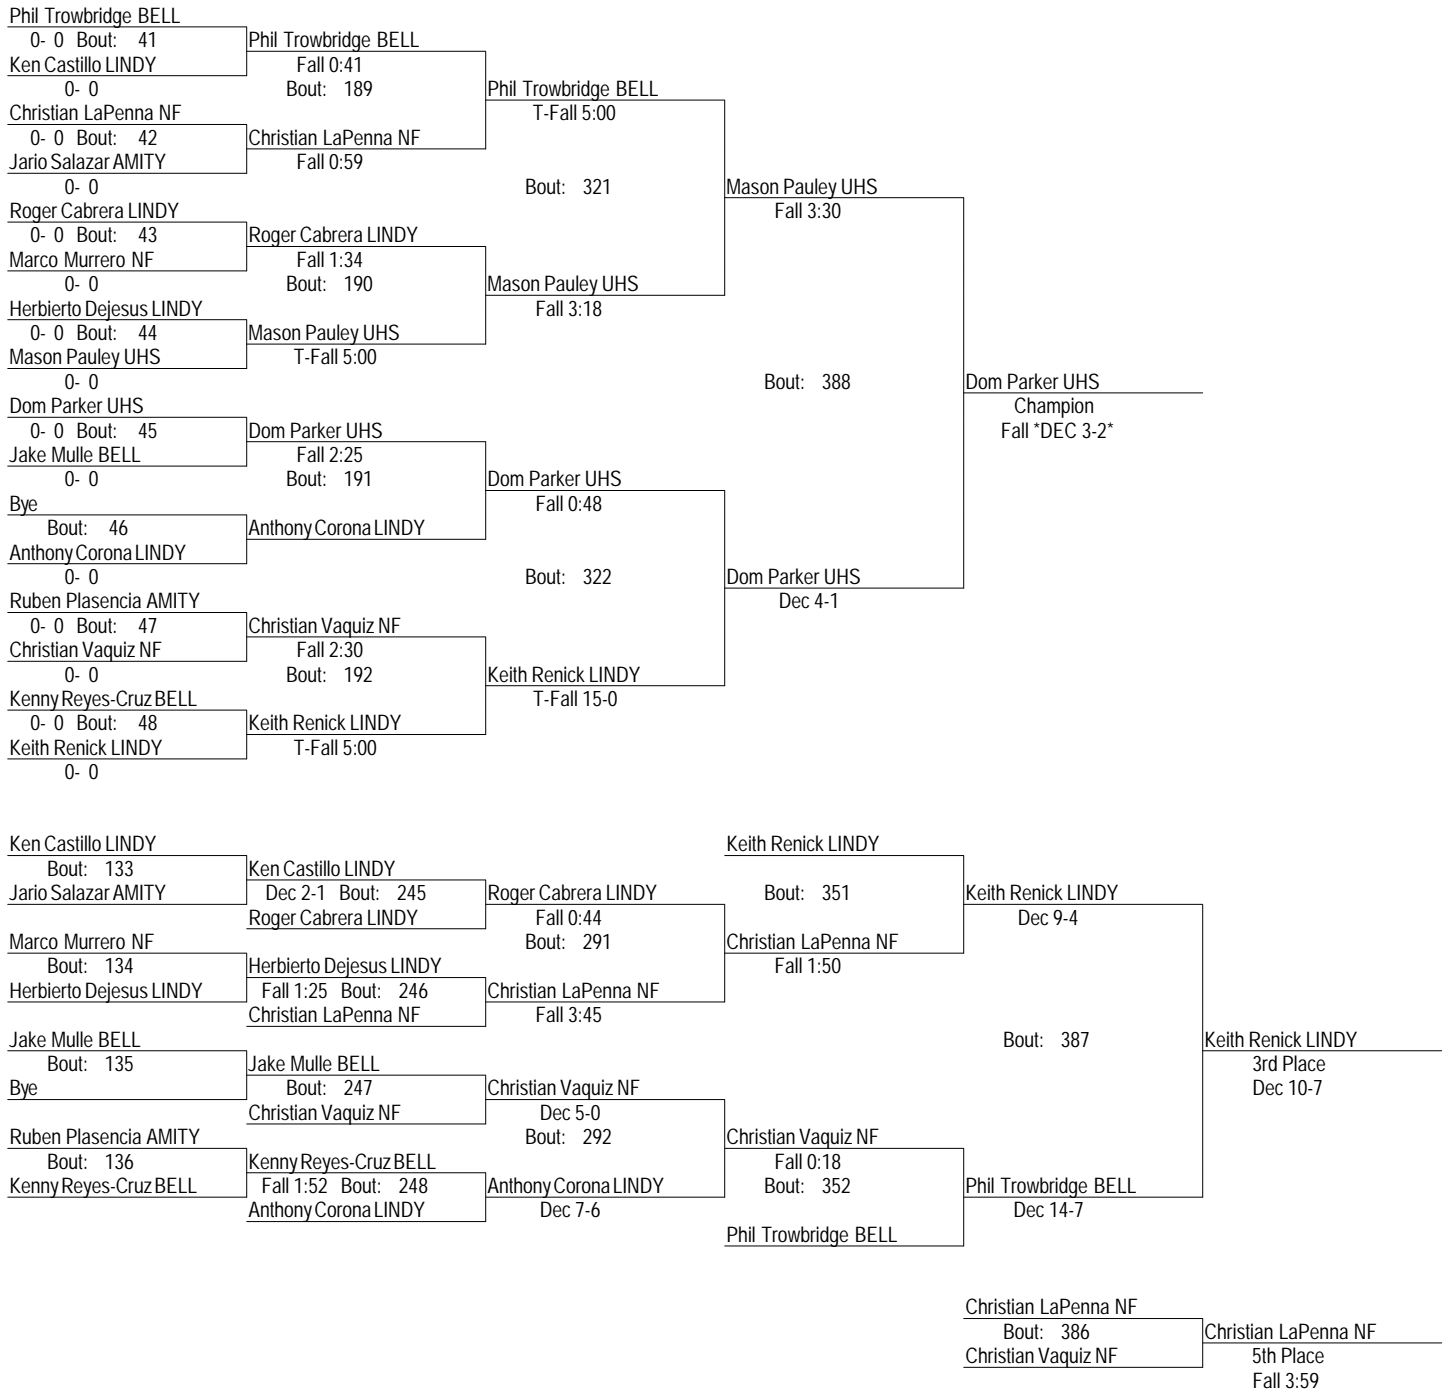 Phil Trowbridge BELL
0- 0 Bout: 41
Phil Trowbridge BELL
Ken Castillo LINDY
Fall 0:41
0- 0
Bout: 189
Phil Trowbridge BELL
Christian LaPenna NF
T-Fall 5:00
0- 0 Bout: 42
Christian LaPenna NF
Jario Salazar AMITY
Fall 0:59
0- 0
Bout: 321
Mason Pauley UHS
Roger Cabrera LINDY
Fall 3:30
0- 0 Bout: 43
Roger Cabrera LINDY
Marco Murrero NF
Fall 1:34
0- 0
Bout: 190
Mason Pauley UHS
Herbierto Dejesus LINDY
Fall 3:18
0- 0 Bout: 44
Mason Pauley UHS
Mason Pauley UHS
T-Fall 5:00
0- 0
Bout: 388
Dom Parker UHS
Dom Parker UHS
Champion
0- 0 Bout: 45
Dom Parker UHS
Fall *DEC 3-2*
Jake Mulle BELL
Fall 2:25
0- 0
Bout: 191
Dom Parker UHS
Bye
Fall 0:48
Bout: 46
Anthony Corona LINDY
Anthony Corona LINDY
0- 0
Bout: 322
Dom Parker UHS
Ruben Plasencia AMITY
Dec 4-1
0- 0 Bout: 47
Christian Vaquiz NF
Christian Vaquiz NF
Fall 2:30
0- 0
Bout: 192
Keith Renick LINDY
Kenny Reyes-Cruz BELL
T-Fall 15-0
0- 0 Bout: 48
Keith Renick LINDY
Keith Renick LINDY
T-Fall 5:00
0- 0
Ken Castillo LINDY
Keith Renick LINDY
Bout: 133
Ken Castillo LINDY
Jario Salazar AMITY
Dec 2-1 Bout: 245
Roger Cabrera LINDY
Bout: 351
Keith Renick LINDY
Roger Cabrera LINDY
Fall 0:44
Dec 9-4
Marco Murrero NF
Bout: 291
Christian LaPenna NF
Bout: 134
Herbierto Dejesus LINDY
Fall 1:50
Herbierto Dejesus LINDY
Fall 1:25 Bout: 246
Christian LaPenna NF
Christian LaPenna NF
Fall 3:45
Jake Mulle BELL
Bout: 387
Keith Renick LINDY
Bout: 135
Jake Mulle BELL
3rd Place
Bye
Bout: 247
Christian Vaquiz NF
Dec 10-7
Christian Vaquiz NF
Dec 5-0
Ruben Plasencia AMITY
Bout: 292
Christian Vaquiz NF
Bout: 136
Kenny Reyes-Cruz BELL
Fall 0:18
Kenny Reyes-Cruz BELL
Fall 1:52 Bout: 248
Anthony Corona LINDY
Bout: 352
Phil Trowbridge BELL
Anthony Corona LINDY
Dec 7-6
Dec 14-7
Phil Trowbridge BELL
Christian LaPenna NF
Bout: 386
Christian LaPenna NF
Christian Vaquiz NF
5th Place
Fall 3:59